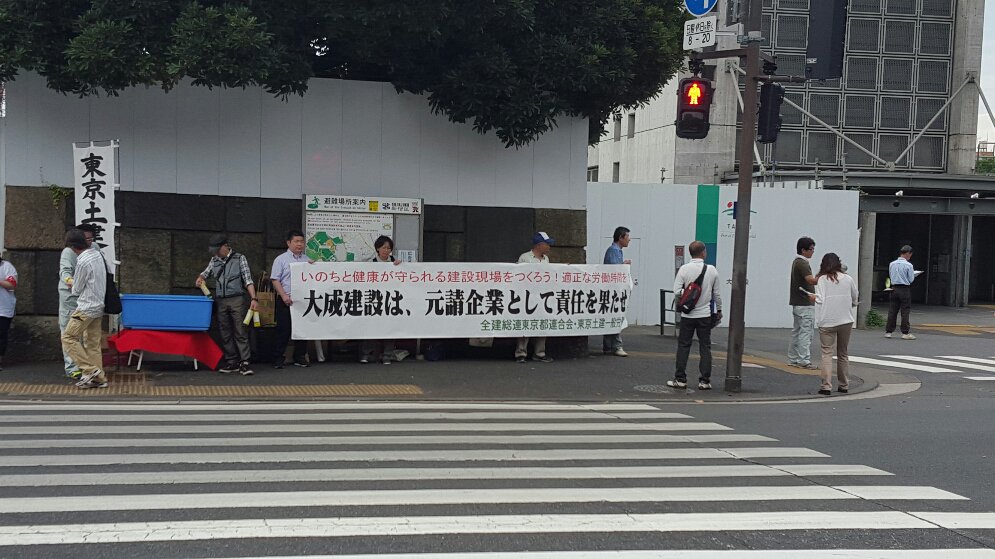 8-20
東京土建
避難場所案内
いのちと健康が守られる建設現場をつくろう！適正な労働時間を
大成建設は、元請企業として責任を果たせ
全建総連東京都連合会・東京土建一般労